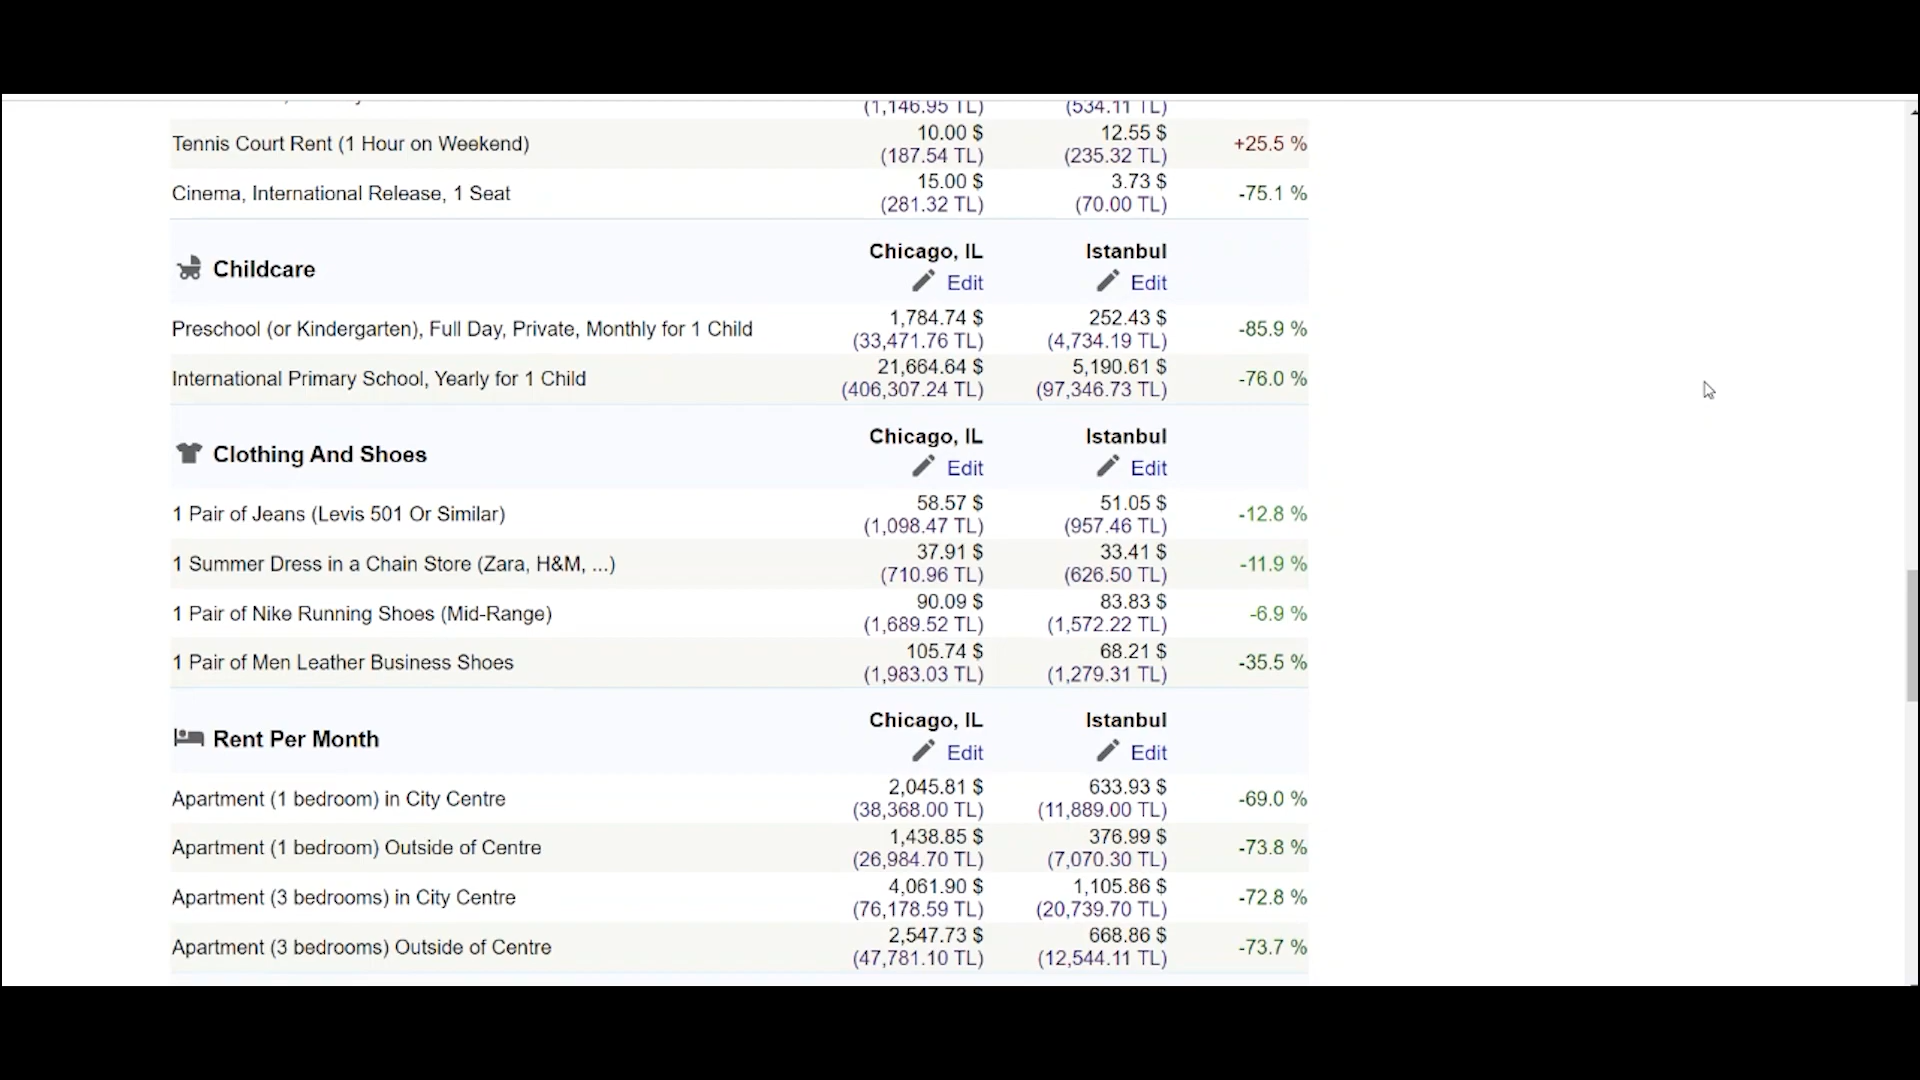 (1,146.95 TL) (534.11 TL)
Tennis Court Rent (1 Hour on Weekend) 10.00 $ 12.55 $ +25.5 %
(187.54 TL) (235.32 TL)
Cinema, International Release, 1 Seat 15.00 $ 3.73 $ -75.1 %
(281.32 TL) (70.00 TL)
Childcare Chicago, IL Istanbul
Edit Edit
Preschool (or Kindergarten), Full Day, Private, Monthly for 1 Child 1,784.74 $ 252.43 $ -85.9 %
(33,471.76 TL) (4,734.19 TL)
International Primary School, Yearly for 1 Child 21,664.64 $ 5,190.61 $ -76.0 %
(406,307.24 TL) (97,346.73 TL)
Clothing And Shoes Chicago, IL Istanbul
Edit Edit
1 Pair of Jeans (Levis 501 Or Similar) 58.57 $ 51.05 $ -12.8 %
(1,098.47 TL) (957.46 TL)
1 Summer Dress in a Chain Store (Zara, H&M, ...) 37.91 $ 33.41 $ -11.9 %
(710.96 TL) (626.50 TL)
1 Pair of Nike Running Shoes (Mid-Range) 90.09 $ 83.83 $ -6.9 %
(1,689.52 TL) (1,572.22 TL)
1 Pair of Men Leather Business Shoes 105.74 $ 68.21 $ -35.5 %
(1,983.03 TL) (1,279.31 TL)
Rent Per Month Chicago, IL Istanbul
Edit Edit
Apartment (1 bedroom) in City Centre 2,045.81 $ 633.93 $ -69.0 %
(38,368.00 TL) (11,889.00 TL)
Apartment (1 bedroom) Outside of Centre 1,438.85 $ 376.99 $ -73.8 %
(26,984.70 TL) (7,070.30 TL)
Apartment (3 bedrooms) in City Centre 4,061.90 $ 1,105.86 $ -72.8 %
(76,178.59 TL) (20,739.70 TL)
Apartment (3 bedrooms) Outside of Centre 2,547.73 $ 668.86 $ -73.7 %
(47,781.10 TL) (12,544.11 TL)